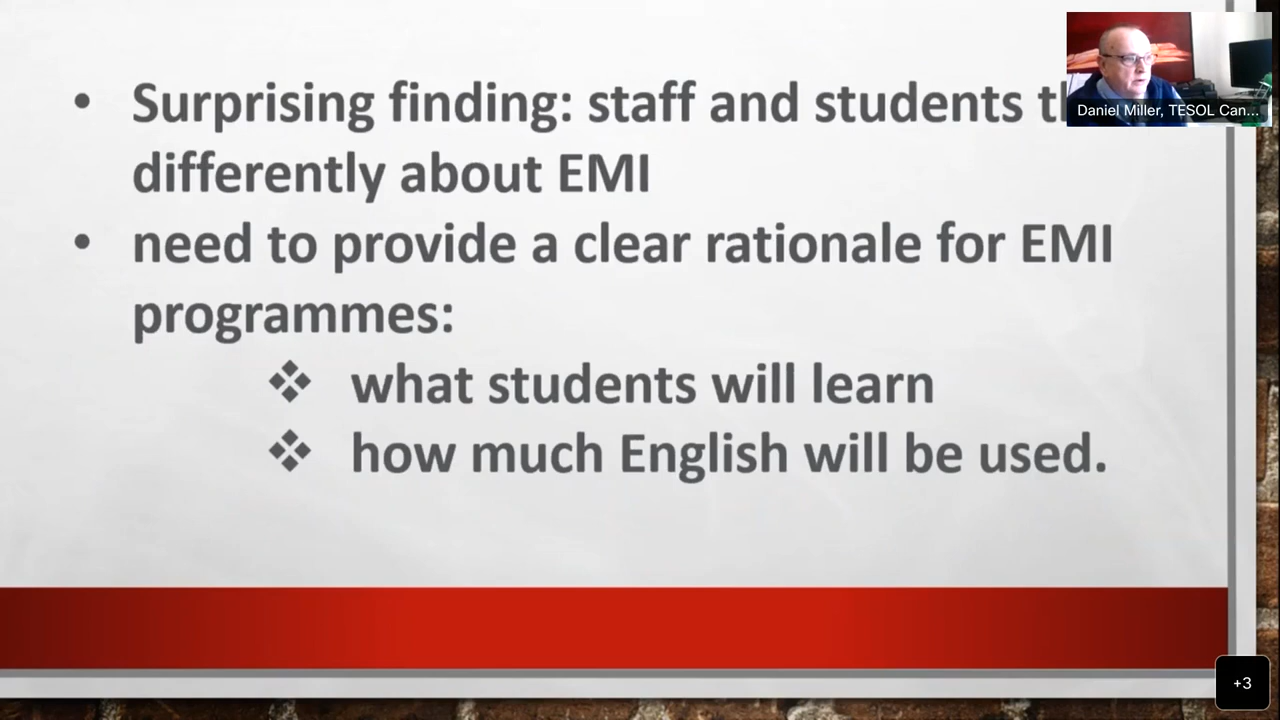 • Surprising finding: staff and students
differently about EMI
• need to provide a clear rationale for EMI
programmes:
❖ what students will learn
❖ how much English will be used.
Daniel Miller, TESOL Can...
+3